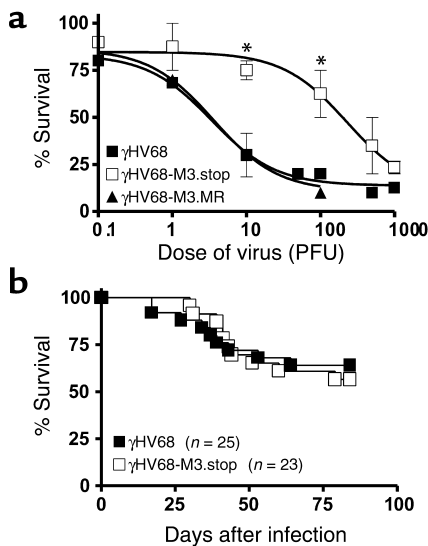 a
100
75
50
25
0
% Survival
*
*
γHV68
γHV68-M3.stop
γHV68-M3.MR
0.1
1
10
100
1000
Dose of virus (PFU)
b
100
75
50
25
0
% Survival
γHV68 (n = 25)
γHV68-M3.stop (n = 23)
0
25
50
75
100
Days after infection